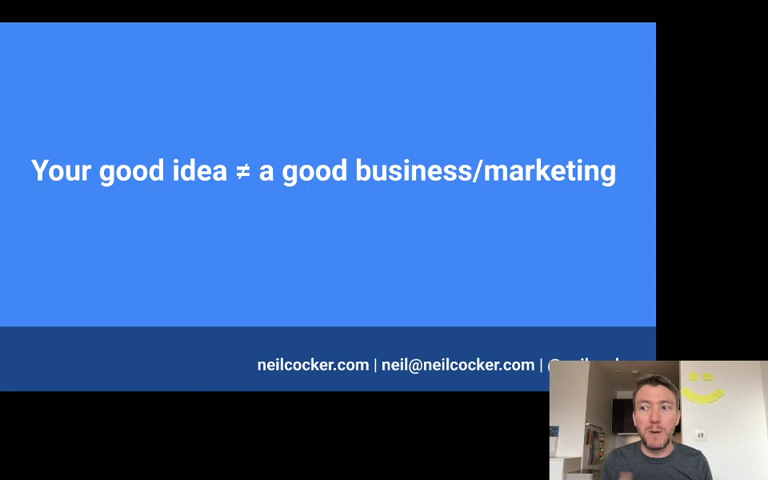 Your good idea ≠ a good business/marketing
neilcocker.com | neil@neilcocker.com |